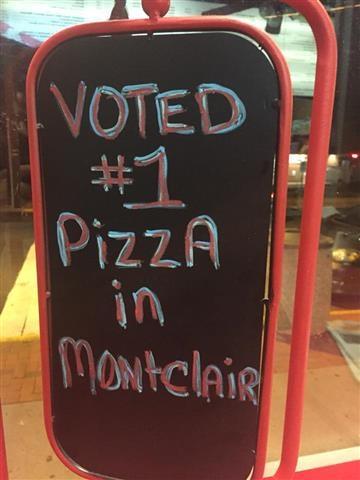 VOTED
#1
PizzA
in
MONtclAiR